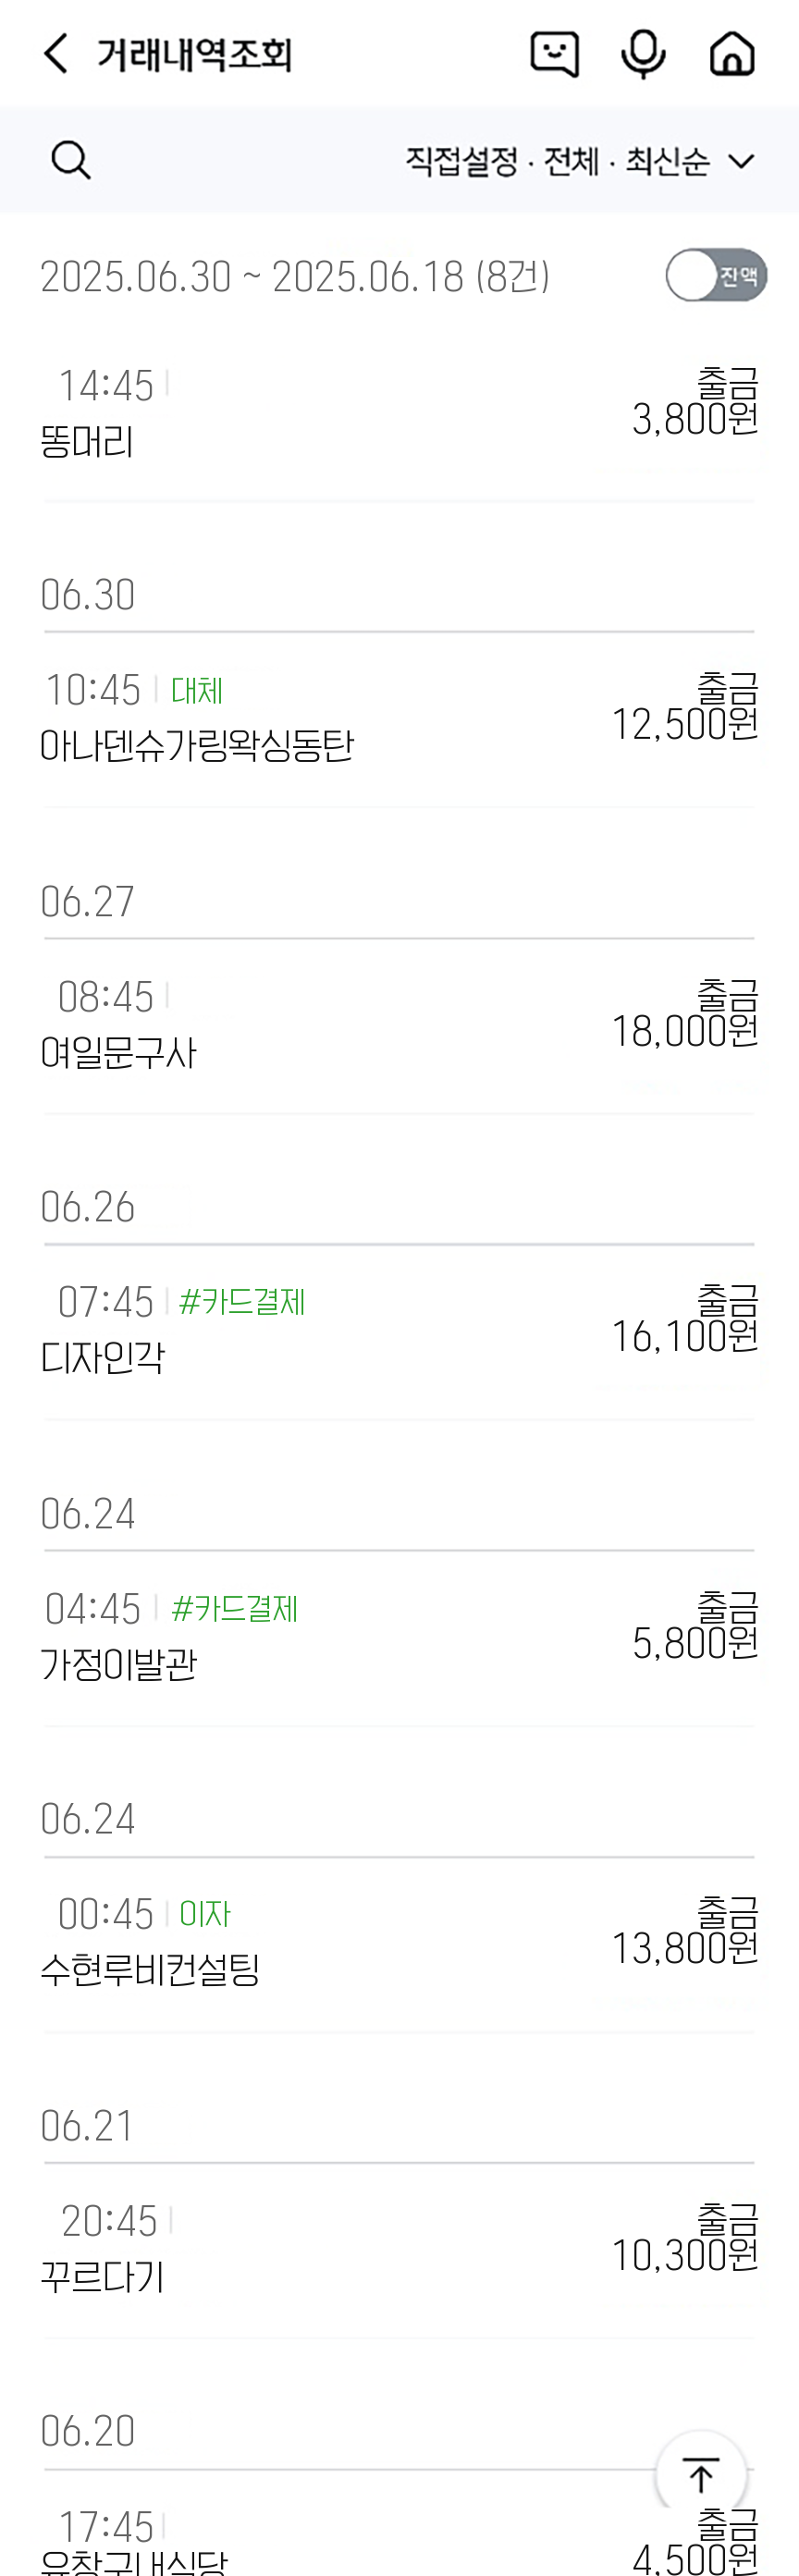 거래내역조회
직접설정 · 전체 · 최신순
2025.06.30 ~ 2025.06.18 (8건)
잔액
14:45
출금
똥머리
3,800원
06.30
10:45 대체
출금
아나덴슈가링왁싱동탄
12,500원
06.27
08:45
출금
여일문구사
18,000원
06.26
07:45 #카드결제
출금
디자인각
16,100원
06.24
04:45 #카드결제
출금
가정이발관
5,800원
06.24
00:45 이자
출금
수현루비컨설팅
13,800원
06.21
20:45
출금
꾸르다기
10,300원
06.20
17:45
출금
4,500원